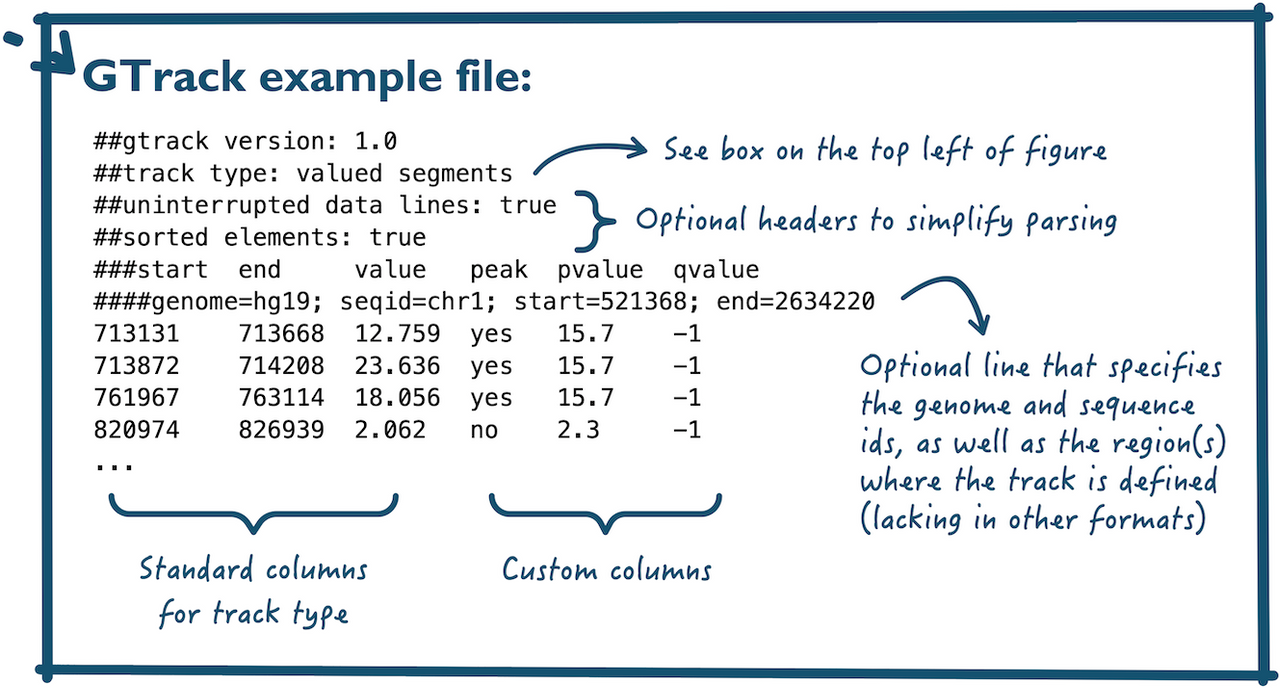 GTrack example file:
##gtrack version: 1.0
##track type: valued segments
See box on the top left of figure
##uninterrupted data lines: true
##sorted elements: true
Optional headers to simplify parsing
###start  end     value   peak  pvalue  qvalue
####genome=hg19; seqid=chr1; start=521368; end=2634220
713131    713668  12.759  yes   15.7    −1
713872    714208  23.636  yes   15.7    −1
761967    763114  18.056  yes   15.7    −1
820974    826939  2.062   no    2.3     −1
...
Optional line that specifies
the genome and sequence
ids, as well as the region(s)
where the track is defined
(lacking in other formats)
Standard columns
for track type
Custom columns